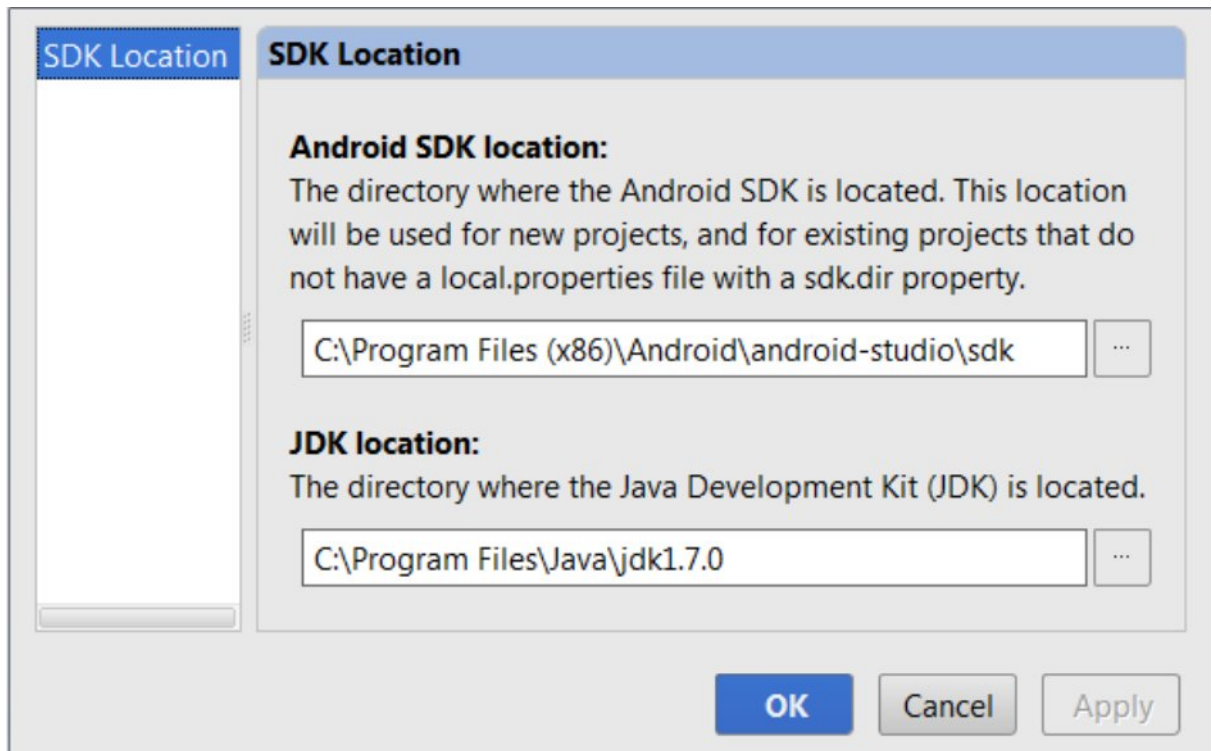 SDK Location
SDK Location
Android SDK location:
The directory where the Android SDK is located. This location
will be used for new projects, and for existing projects that do
not have a local.properties file with a sdk.dir property.
C:\Program Files (x86)\Android\android-studio\sdk
...
JDK location:
The directory where the Java Development Kit (JDK) is located.
C:\Program Files\Java\jdk1.7.0
...
OK
Cancel
Apply